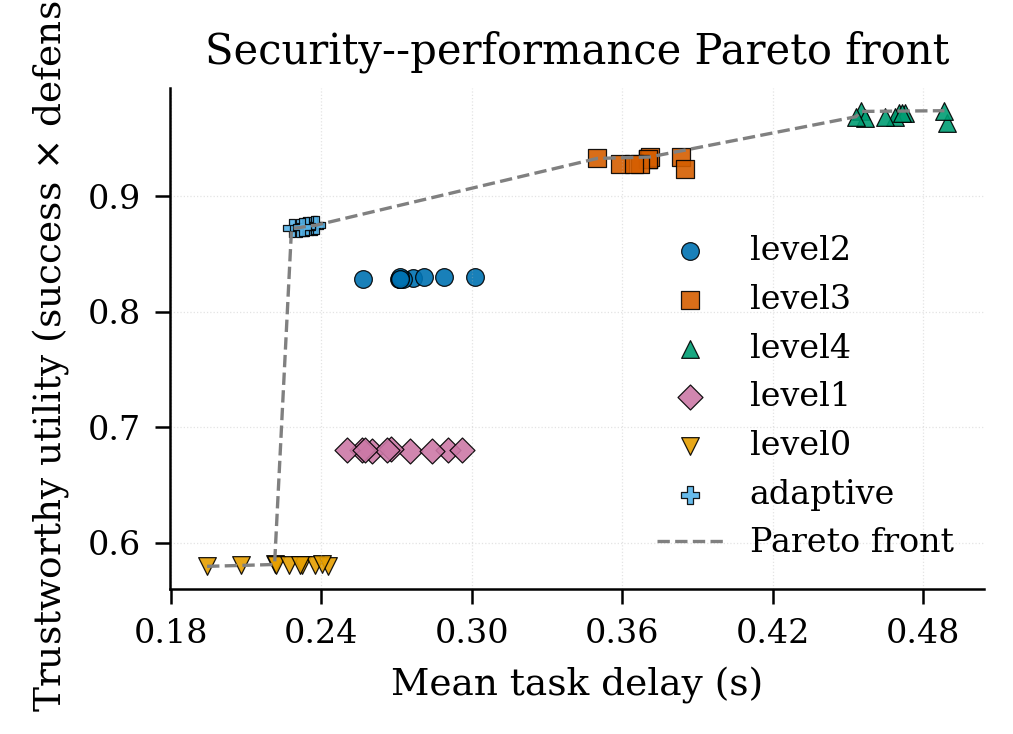 Security--performance Pareto front
Trustworthy utility (success × defens
0.9
0.8
0.7
0.6
level2
level3
level4
level1
level0
adaptive
Pareto front
0.18 0.24 0.30 0.36 0.42 0.48
Mean task delay (s)